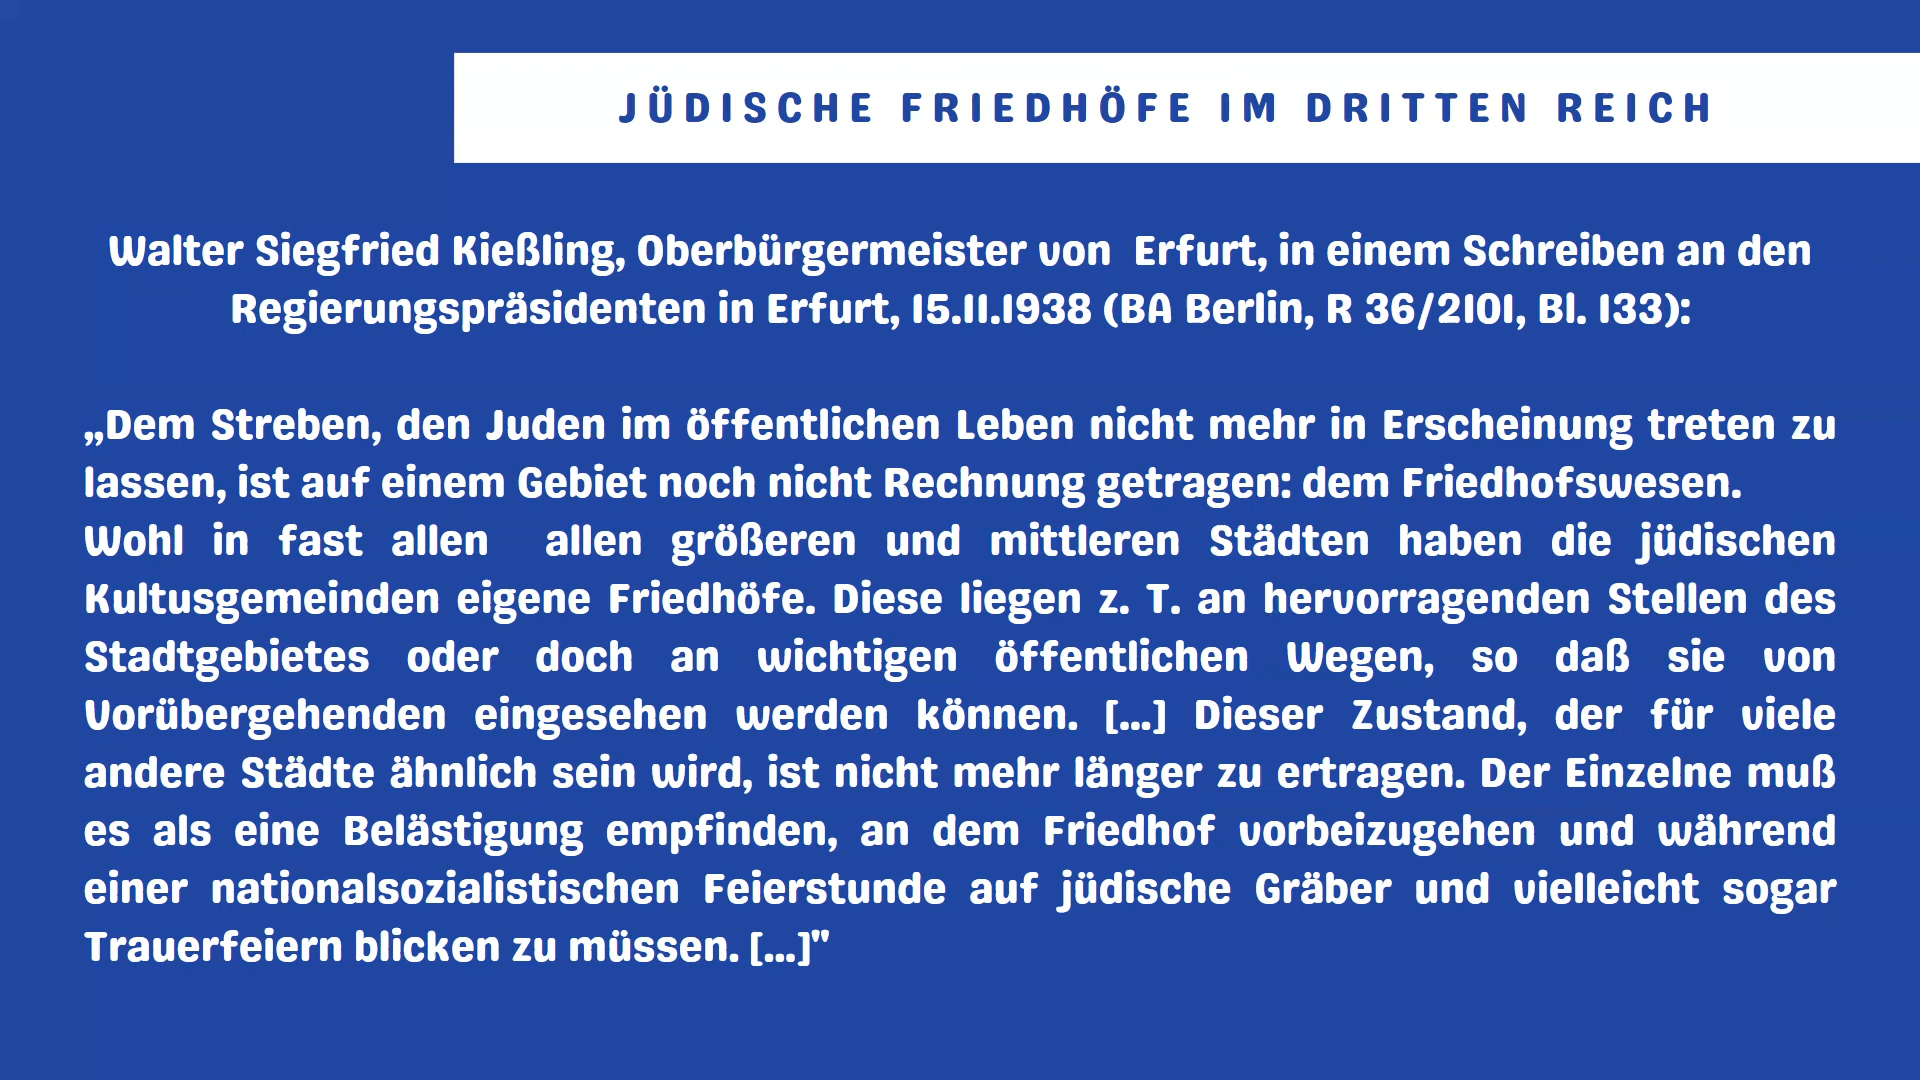 JÜDISCHE FRIEDHÖFE IM DRITTEN REICH
Walter Siegfried Kießling, Oberbürgermeister von  Erfurt, in einem Schreiben an den
Regierungspräsidenten in Erfurt, 15.11.1938 (BA Berlin, R 36/2101, Bl. 133):
„Dem Streben, den Juden im öffentlichen Leben nicht mehr in Erscheinung treten zu
lassen, ist auf einem Gebiet noch nicht Rechnung getragen: dem Friedhofswesen.
Wohl in fast allen  allen größeren und mittleren Städten haben die jüdischen
Kultusgemeinden eigene Friedhöfe. Diese liegen z. T. an hervorragenden Stellen des
Stadtgebietes oder doch an wichtigen öffentlichen Wegen, so daß sie von
Vorübergehenden eingesehen werden können. [...] Dieser Zustand, der für viele
andere Städte ähnlich sein wird, ist nicht mehr länger zu ertragen. Der Einzelne muß
es als eine Belästigung empfinden, an dem Friedhof vorbeizugehen und während
einer nationalsozialistischen Feierstunde auf jüdische Gräber und vielleicht sogar
Trauerfeiern blicken zu müssen. [...]"